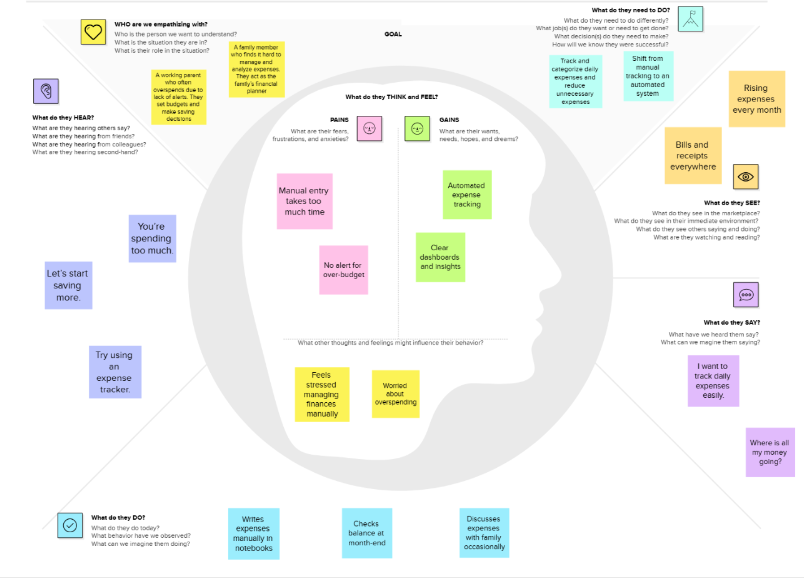 WHO are we empathizing with?
Who is the person we want to understand?
What is the situation they are in?
What is their role in the situation?
A working parent
who often
overspends due to
lack of alerts. They
set budgets and
make saving
decisions
A family member
who finds it hard to
manage and
analyze expenses.
They act as the
family's financial
planner
GOAL
What do they need to DO?
What do they need to do differently?
What job(s) do they want or need to get done?
What decision(s) do they need to make?
How will we know they were successful?
Track and
categorize daily
expenses and
reduce
unnecessary
expenses
Shift from
manual
tracking to an
automated
system
What do they HEAR?
What are they hearing others say?
What are they hearing from friends?
What are they hearing from colleagues?
What are they hearing second-hand?
You're
spending
too much.
Let's start
saving
more.
Try using
an
expense
tracker.
What do they THINK and FEEL?
PAINS
What are their fears,
frustrations, and anxieties?
Manual entry
takes too
much time
No alert for
over-budget
GAINS
What are their wants,
needs, hopes, and dreams?
Automated
expense
tracking
Clear
dashboards
and insights
What other thoughts and feelings might influence their behavior?
Feels
stressed
managing
finances
manually
Worried
about
overspending
Rising
expenses
every month
Bills and
receipts
everywhere
What do they SEE?
What do they see in the marketplace?
What do they see in their immediate environment?
What do they see others saying and doing?
What are they watching and reading?
What do they SAY?
What have we heard them say?
What can we imagine them saying?
I want to
track daily
expenses
easily.
Where is all
my money
going?
What do they DO?
What do they do today?
What behavior have we observed?
What can we imagine them doing?
Writes
expenses
manually in
notebooks
Checks
balance at
month-end
Discusses
expenses
with family
occasionally